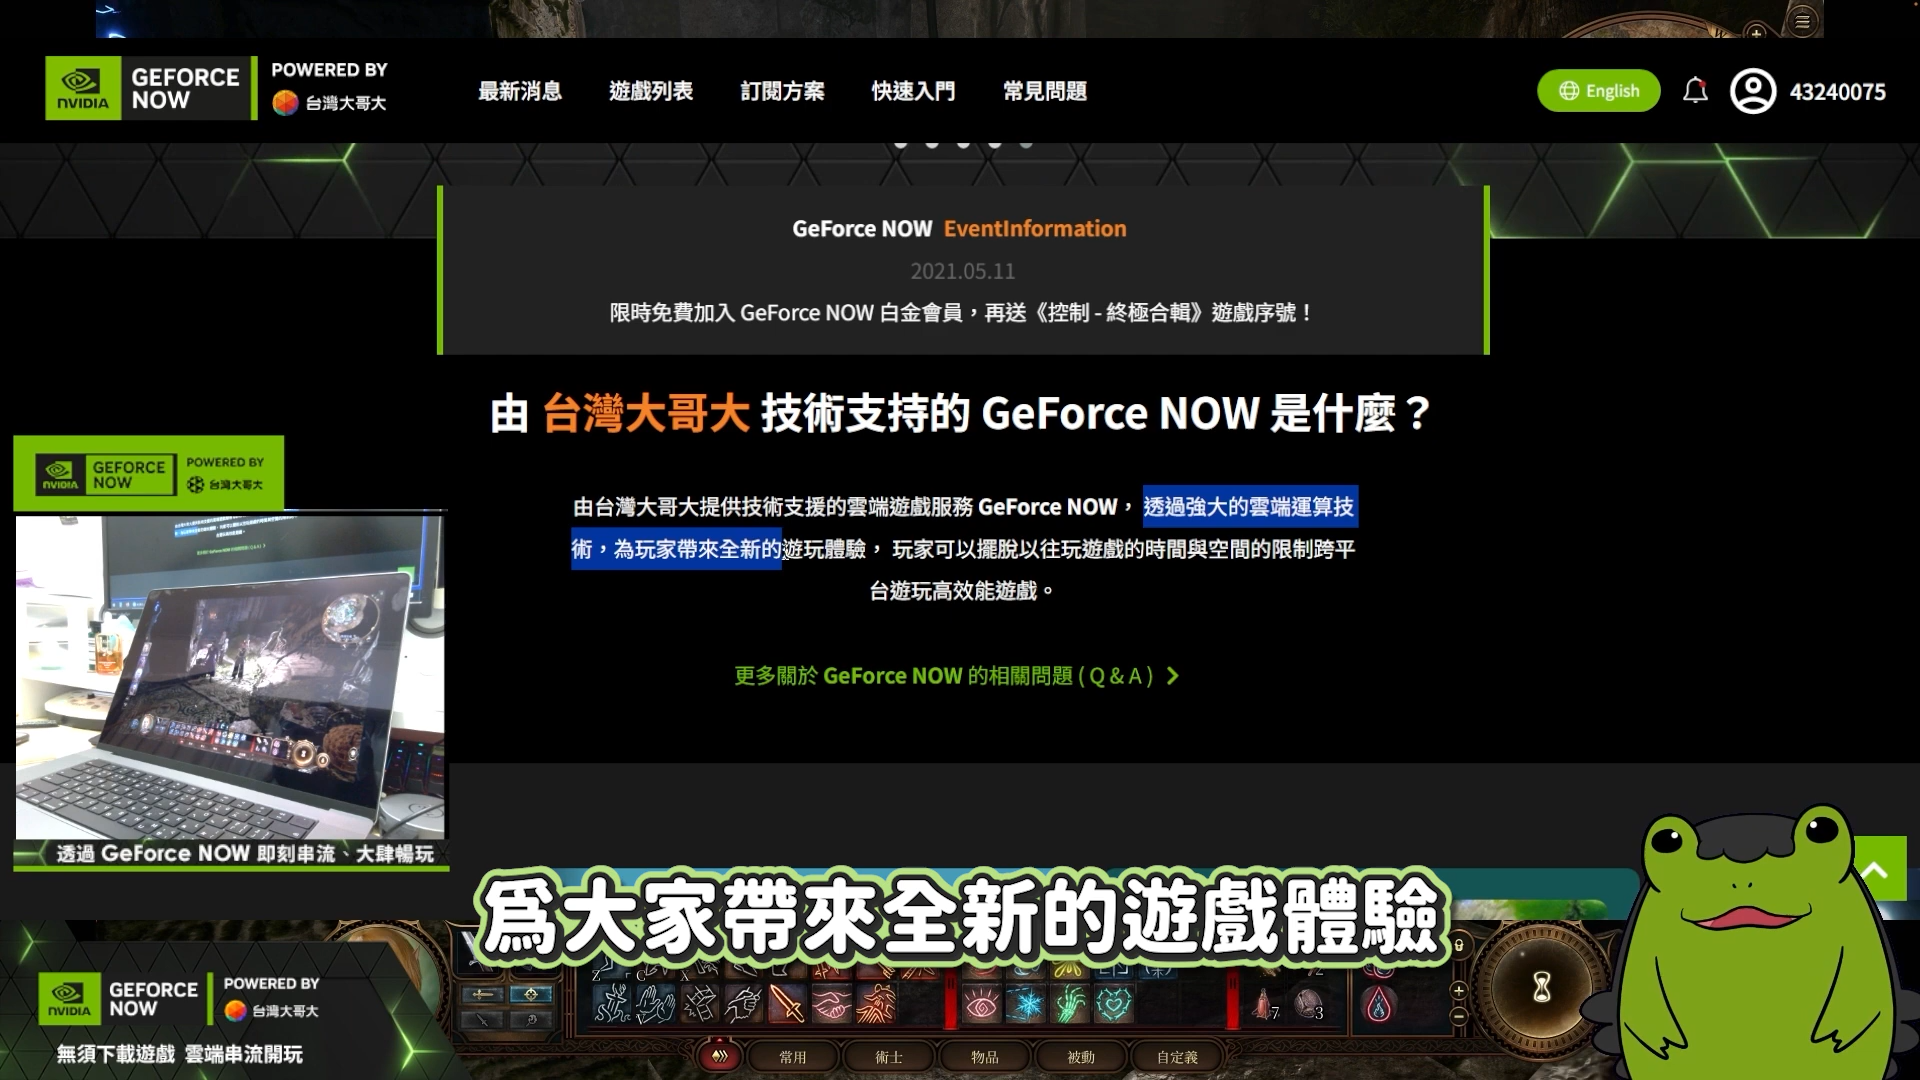 NVIDIA
GEFORCE
NOW
POWERED BY
台灣大哥大
最新消息
遊戲列表
訂閱方案
快速入門
常見問題
English
43240075
GeForce NOW EventInformation
2021.05.11
限時免費加入 GeForce NOW 白金會員，再送《控制 - 終極合輯》遊戲序號！
由 台灣大哥大 技術支持的 GeForce NOW 是什麼？
由台灣大哥大提供技術支援的雲端遊戲服務 GeForce NOW， 透過強大的雲端運算技
術，為玩家帶來全新的遊玩體驗， 玩家可以擺脫以往玩遊戲的時間與空間的限制跨平
台遊玩高效能遊戲。
更多關於 GeForce NOW 的相關問題 ( Q & A )
NVIDIA
GEFORCE
NOW
POWERED BY
台灣大哥大
透過 GeForce NOW 即刻串流、大肆暢玩
爲大家帶來全新的遊戲體驗
NVIDIA
GEFORCE
NOW
POWERED BY
台灣大哥大
無須下載遊戲 雲端串流開玩
7
3
常用
術士
物品
被動
自定義